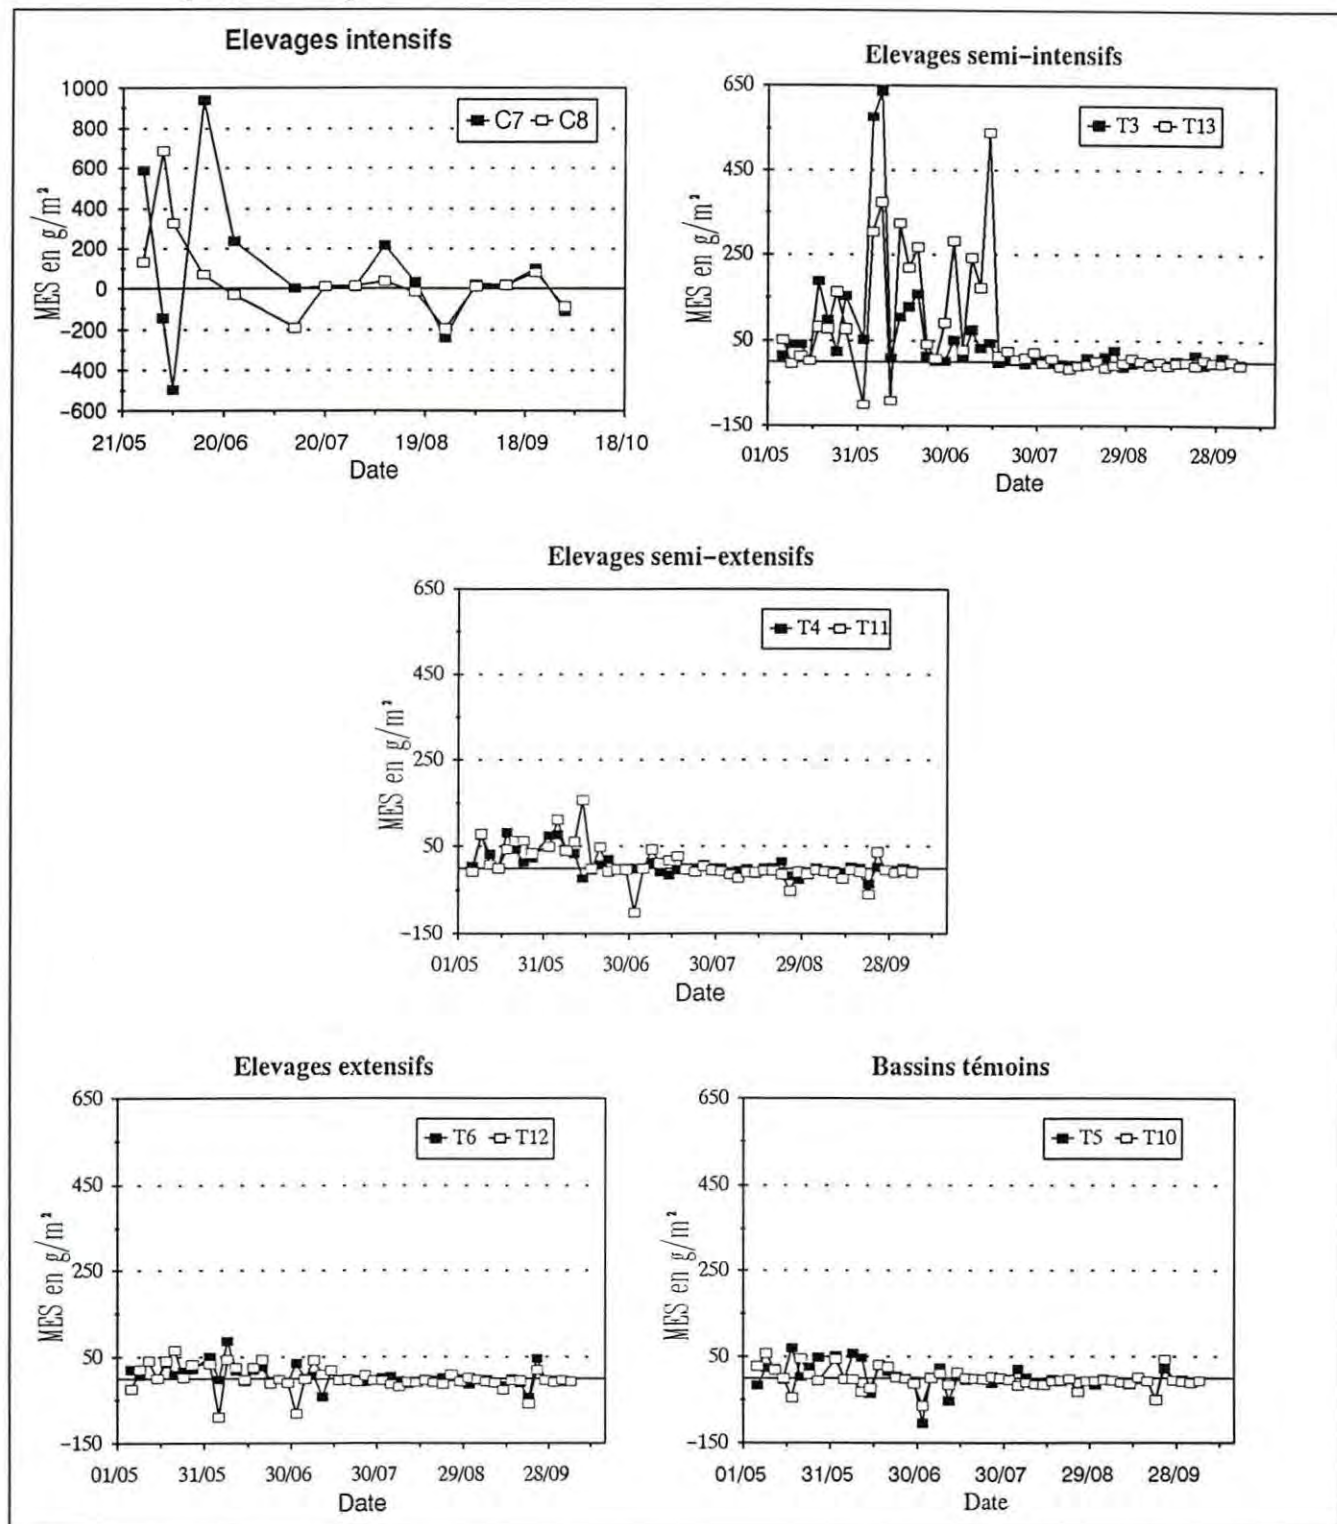 Elevages intensifs
1000
800
600
400
200
0
−200
−400
−600
MES en g/m²
C7 C8
21/05 20/06 20/07 19/08 18/09 18/10
Date
Elevages semi−intensifs
650
450
250
50
−150
MES en g/m²
T3 T13
01/05 31/05 30/06 30/07 29/08 28/09
Date
Elevages semi−extensifs
650
450
250
50
−150
MES en g/m²
T4 T11
01/05 31/05 30/06 30/07 29/08 28/09
Date
Elevages extensifs
650
450
250
50
−150
MES en g/m²
T6 T12
01/05 31/05 30/06 30/07 29/08 28/09
Date
Bassins témoins
650
450
250
50
−150
MES en g/m²
T5 T10
01/05 31/05 30/06 30/07 29/08 28/09
Date